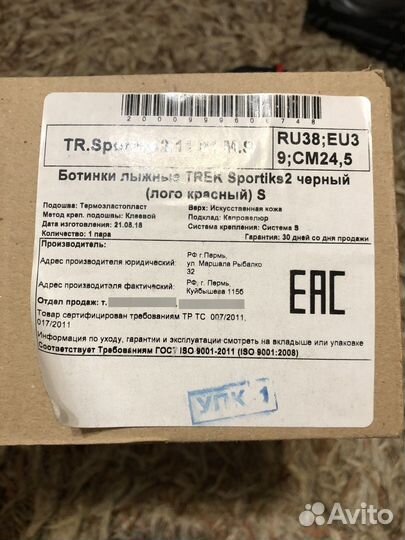 2000999606748
RU38;EU3
9;CM24,5
Ботинки лыжные TREK Sportiks2 черный
(лого красный) S
Подошва: Термоэластопласт
Верх: Искусственная кожа
Метод креп. подошвы: Клеевой
Подклад: Капровелюр
Дата изготовления: 21.08.18
Система крепления: Система S
Количество: 1 пара
Гарантия: 30 дней со дня продажи
Производитель:
Адрес производителя юридический:
РФ г. Пермь,
ул. Маршала Рыбалко
32
Адрес производителя фактический:
РФ, г. Пермь,
Куйбышева 115б
Отдел продаж: т.
EAC
Товар сертифицирован требованиям ТР ТС 007/2011,
017/2011
Информация по уходу, гарантии и эксплуатации смотреть на вкладыше или упаковке
Соответствует Требованиям ГОСТ ISO 9001-2011 (ISO 9001:2008)
УПК 1
Avito